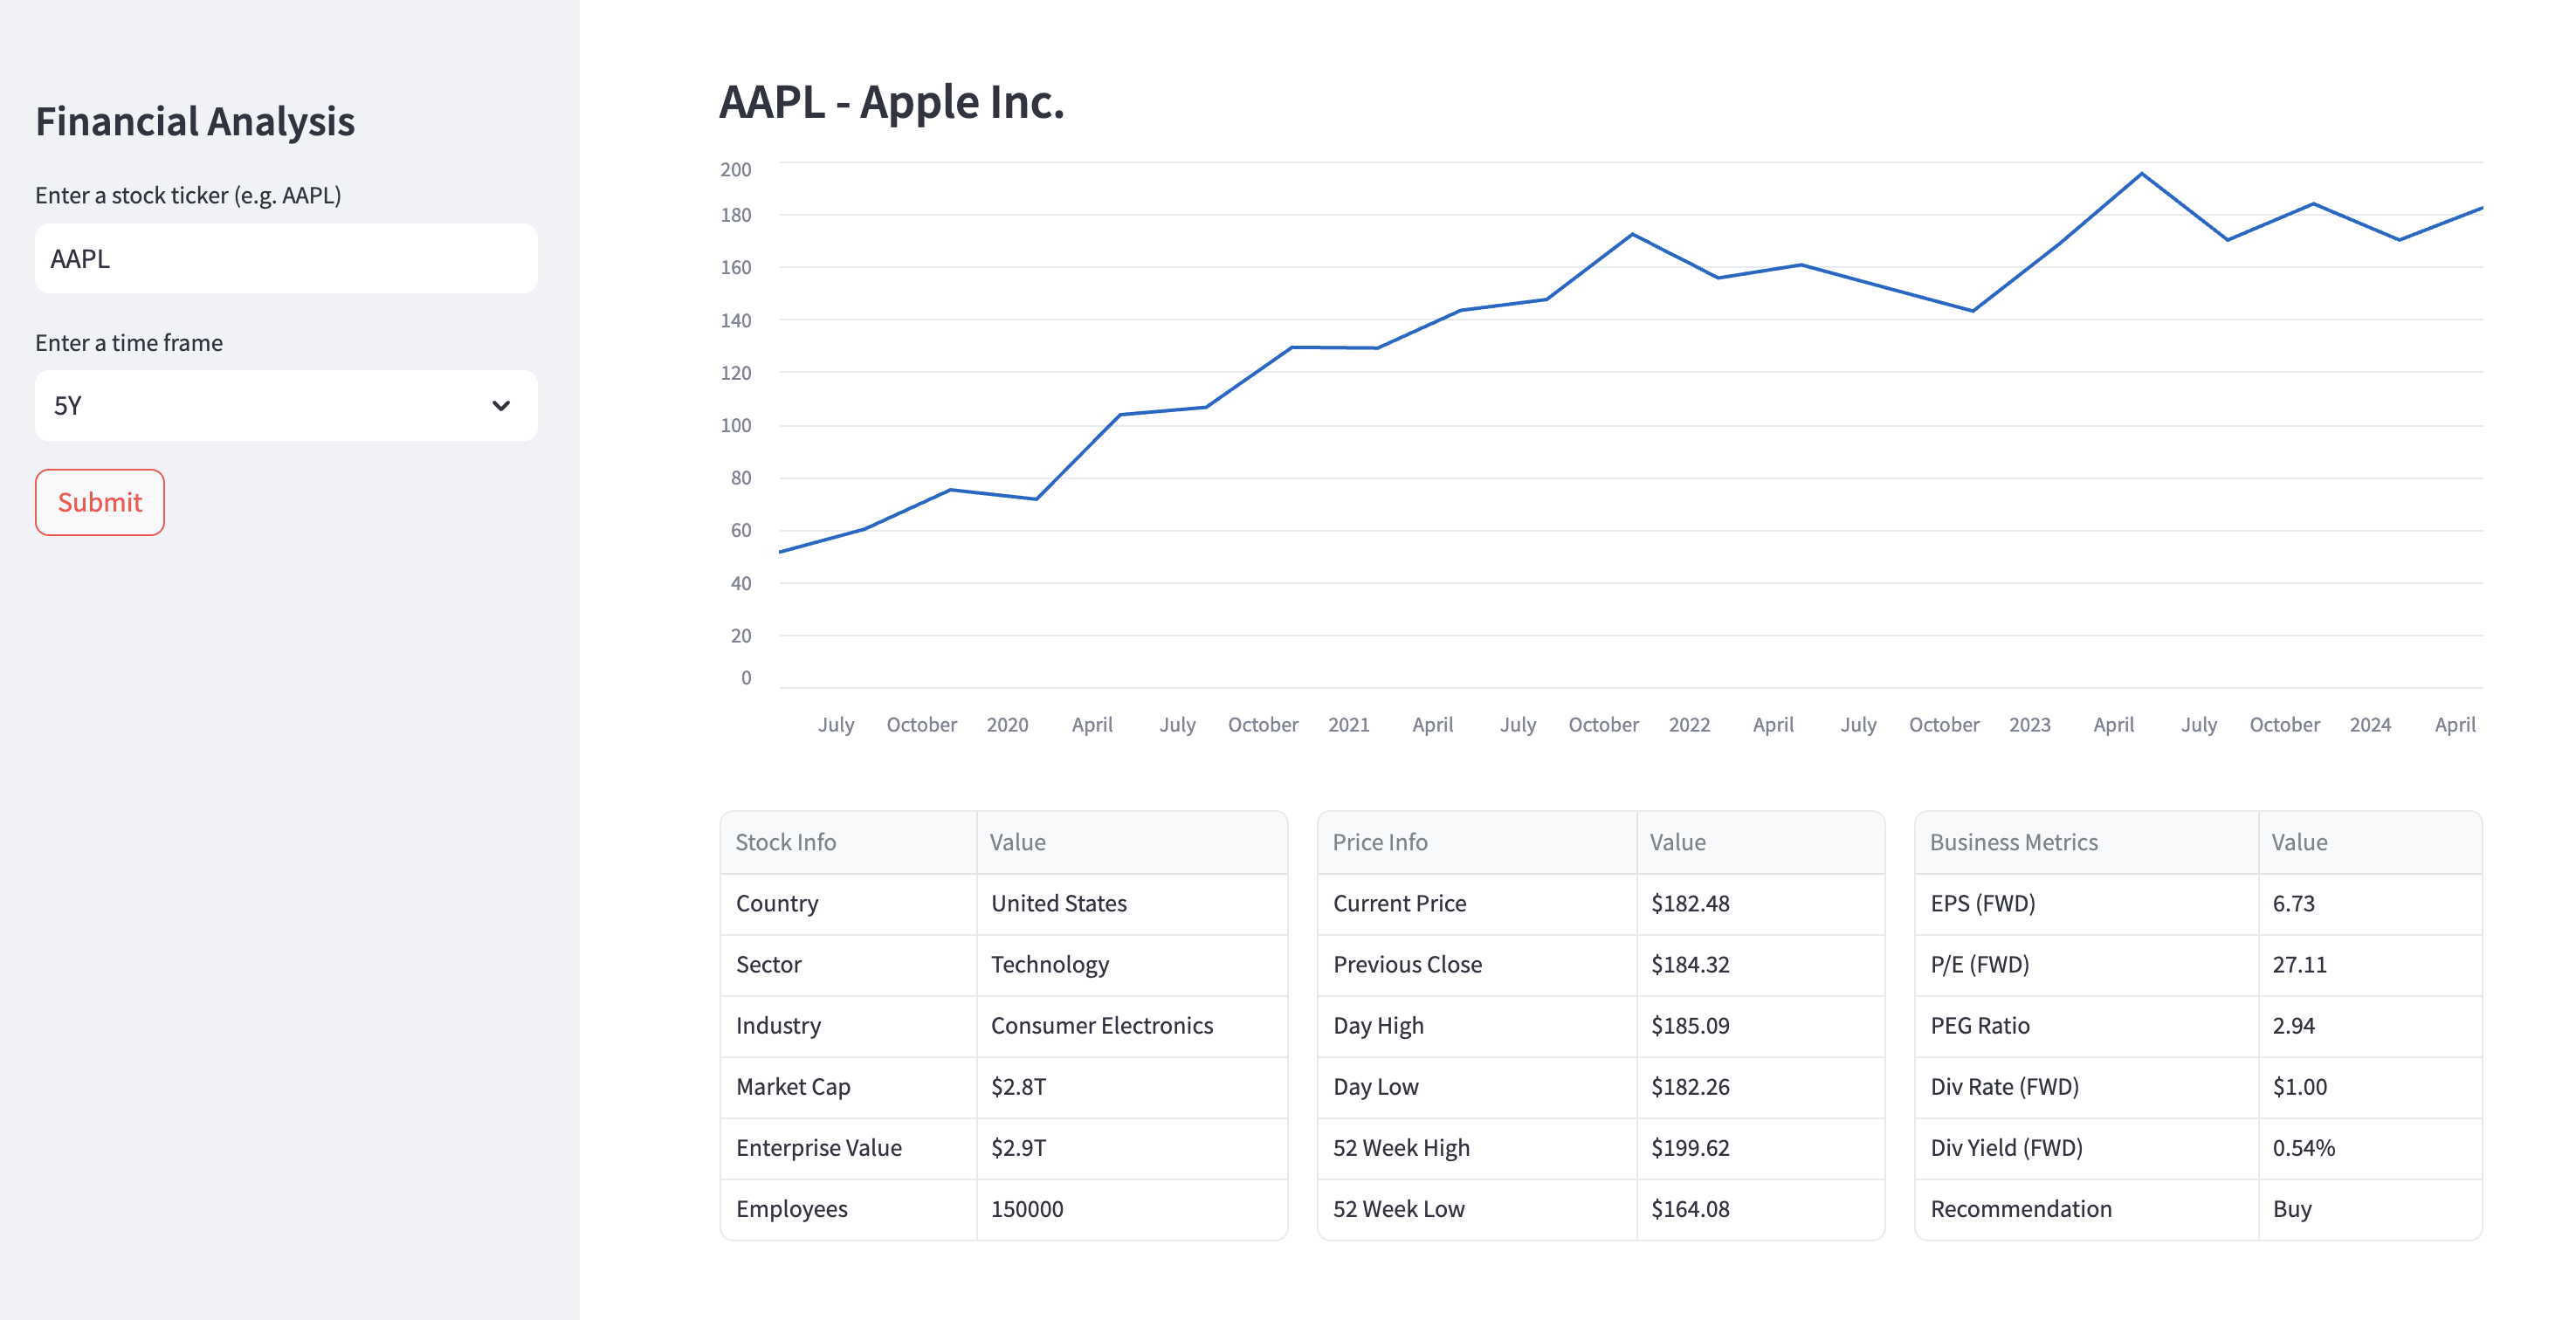 Financial Analysis
Enter a stock ticker (e.g. AAPL)
AAPL
Enter a time frame
5Y
Submit
AAPL - Apple Inc.
200
180
160
140
120
100
80
60
40
20
0
July October 2020 April July October 2021 April July October 2022 April July October 2023 April July October 2024 April
Stock Info Value
Country United States
Sector Technology
Industry Consumer Electronics
Market Cap $2.8T
Enterprise Value $2.9T
Employees 150000
Price Info Value
Current Price $182.48
Previous Close $184.32
Day High $185.09
Day Low $182.26
52 Week High $199.62
52 Week Low $164.08
Business Metrics Value
EPS (FWD) 6.73
P/E (FWD) 27.11
PEG Ratio 2.94
Div Rate (FWD) $1.00
Div Yield (FWD) 0.54%
Recommendation Buy